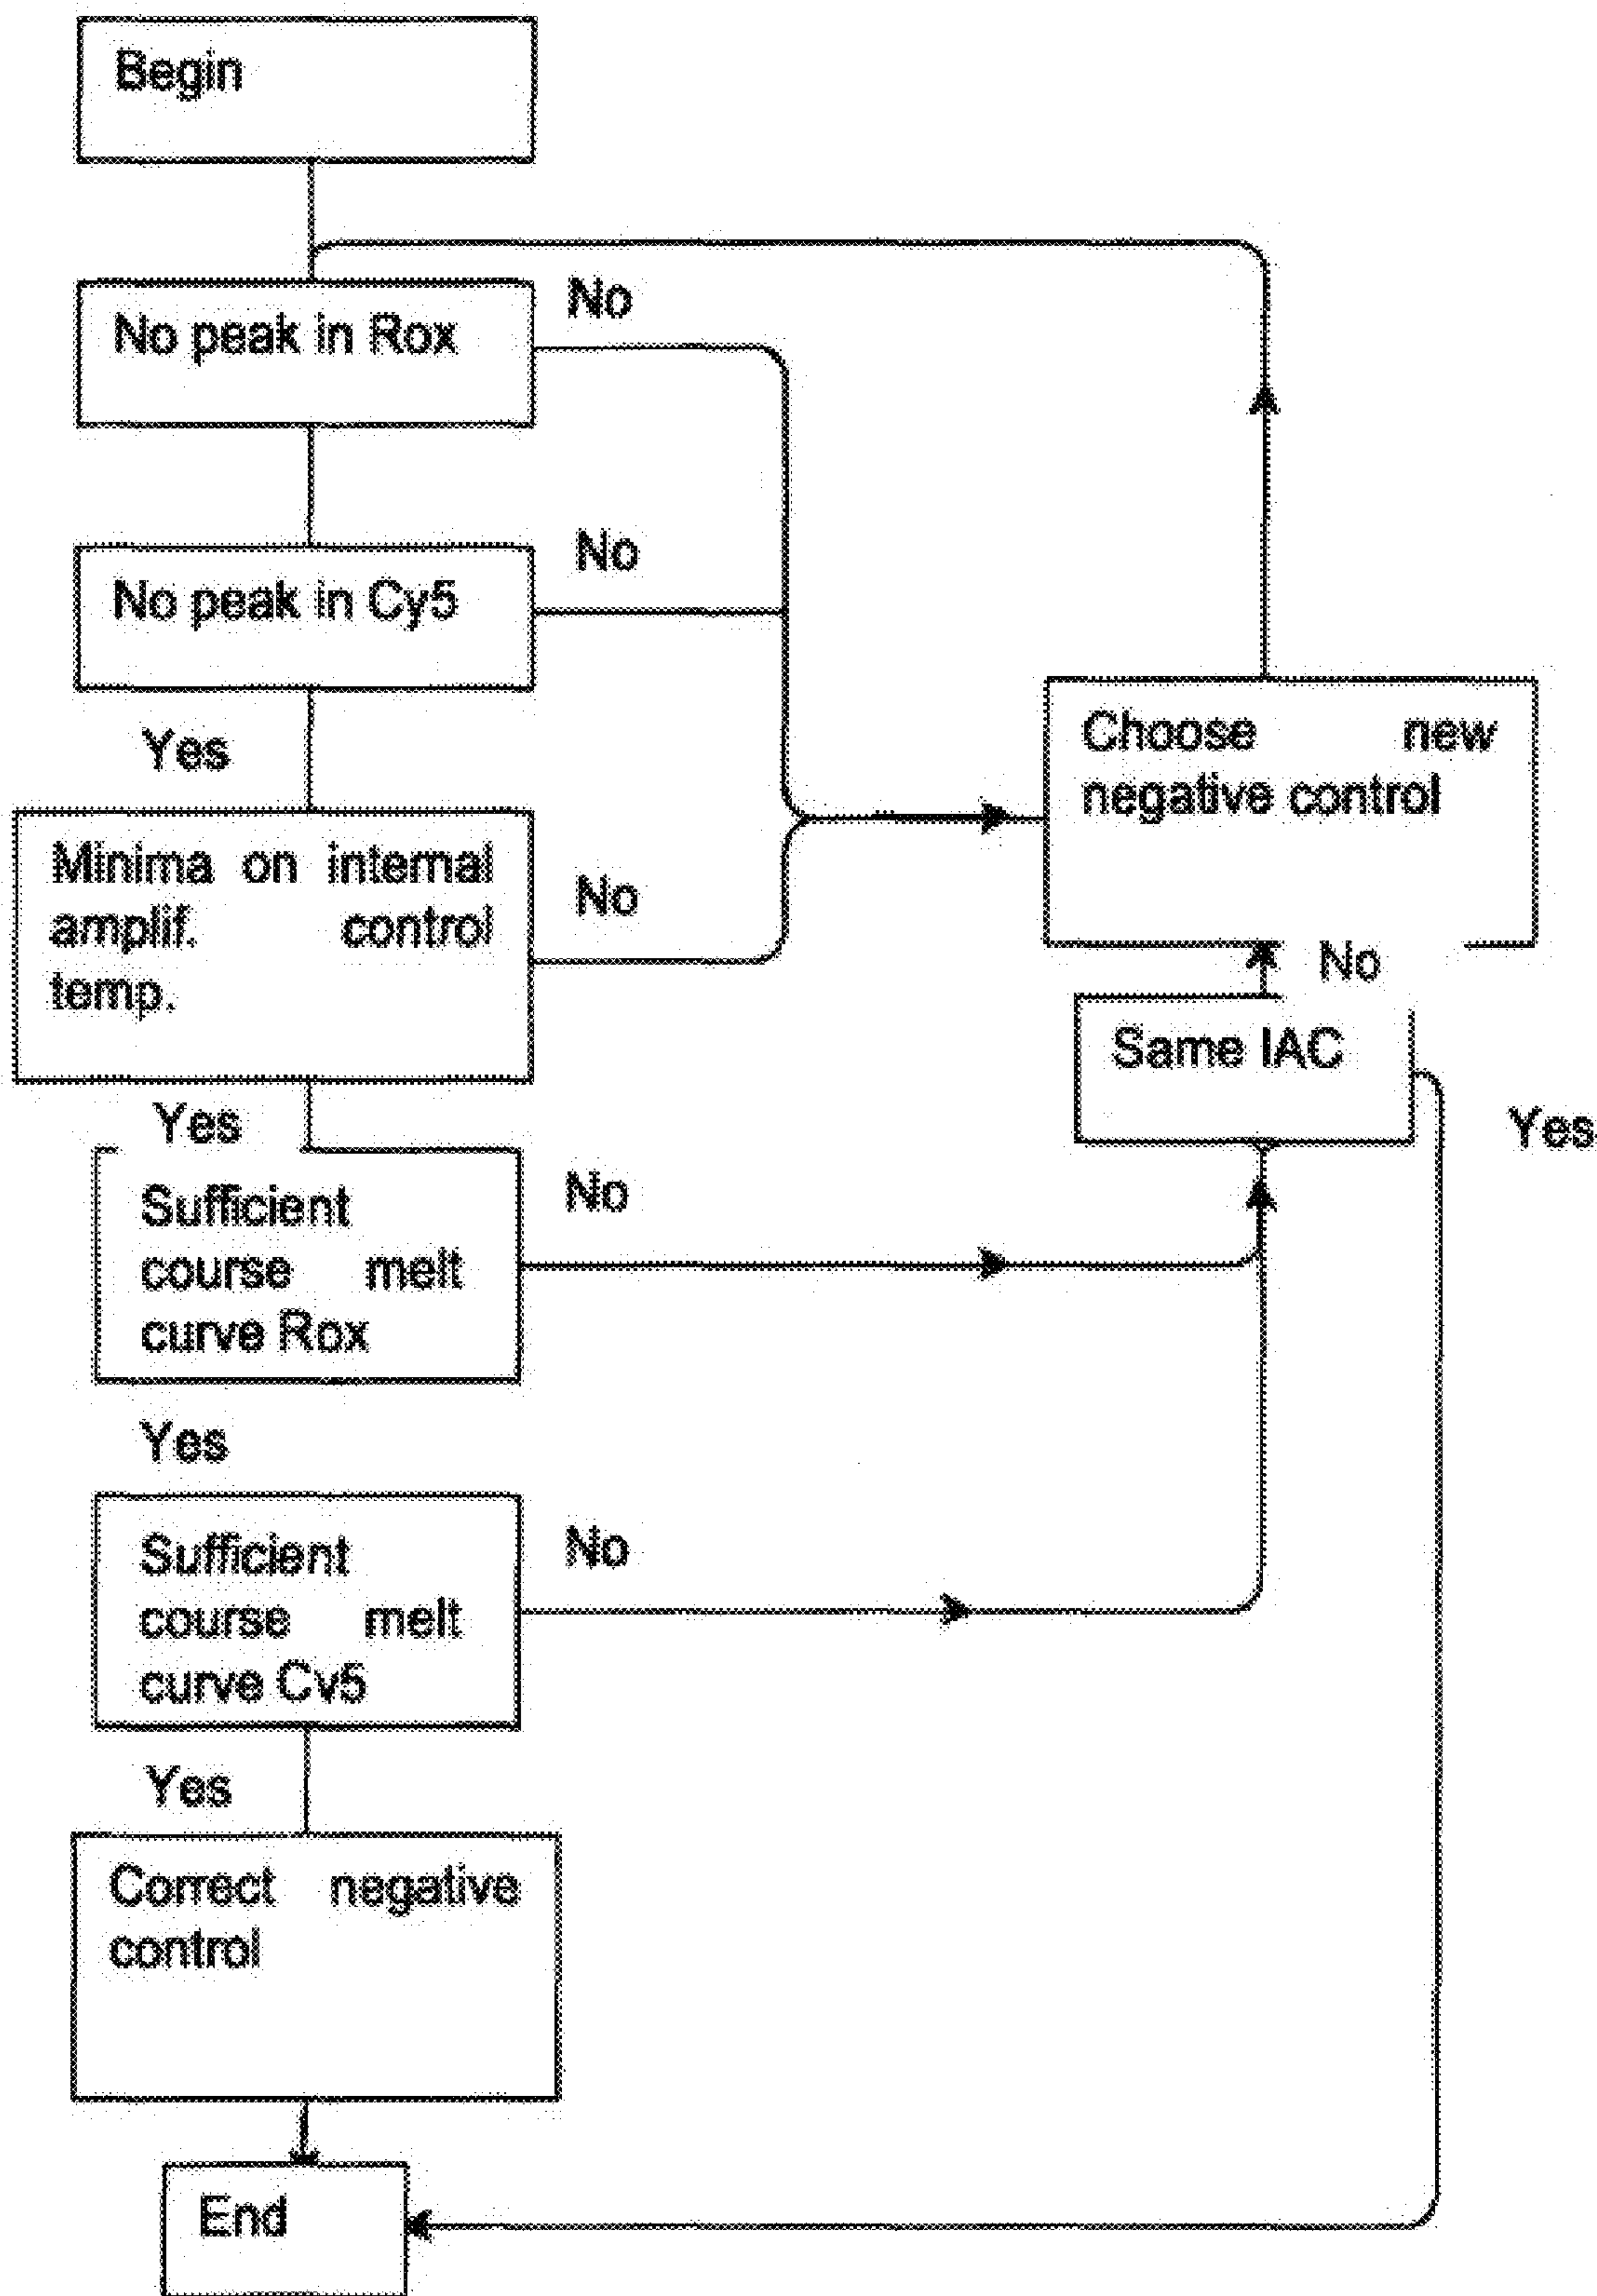 Begin
No peak in Rox
No
No peak in Cy5
No
Yes
Minima on internal
amplif. control
temp.
No
Choose new
negative control
No
Same IAC
Yes
Yes
Sufficient
course melt
curve Rox
No
Yes
Sufficient
course melt
curve Cv5
No
Yes
Correct negative
control
End